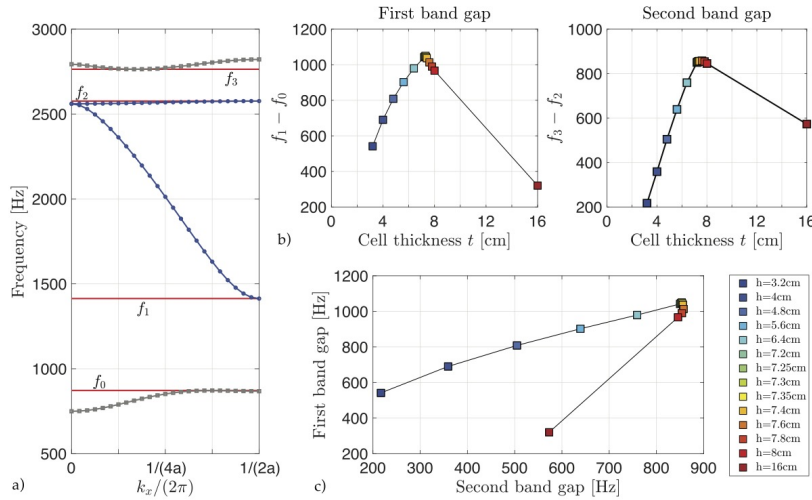 3000
2500
2000
1500
1000
500
Frequency [Hz]
f₃
f₂
f₁
f₀
0
1/(4a)
1/(2a)
kₓ/(2π)
a)
First band gap
1200
1000
800
600
400
200
f₁ − f₀
0
4
8
12
16
Cell thickness t [cm]
b)
Second band gap
1000
800
600
400
200
f₃ − f₂
0
4
8
12
16
Cell thickness t [cm]
1200
1000
800
600
400
200
First band gap [Hz]
200
300
400
500
600
700
800
900
Second band gap [Hz]
c)
h=3.2cm
h=4cm
h=4.8cm
h=5.6cm
h=6.4cm
h=7.2cm
h=7.25cm
h=7.3cm
h=7.35cm
h=7.4cm
h=7.6cm
h=7.8cm
h=8cm
h=16cm